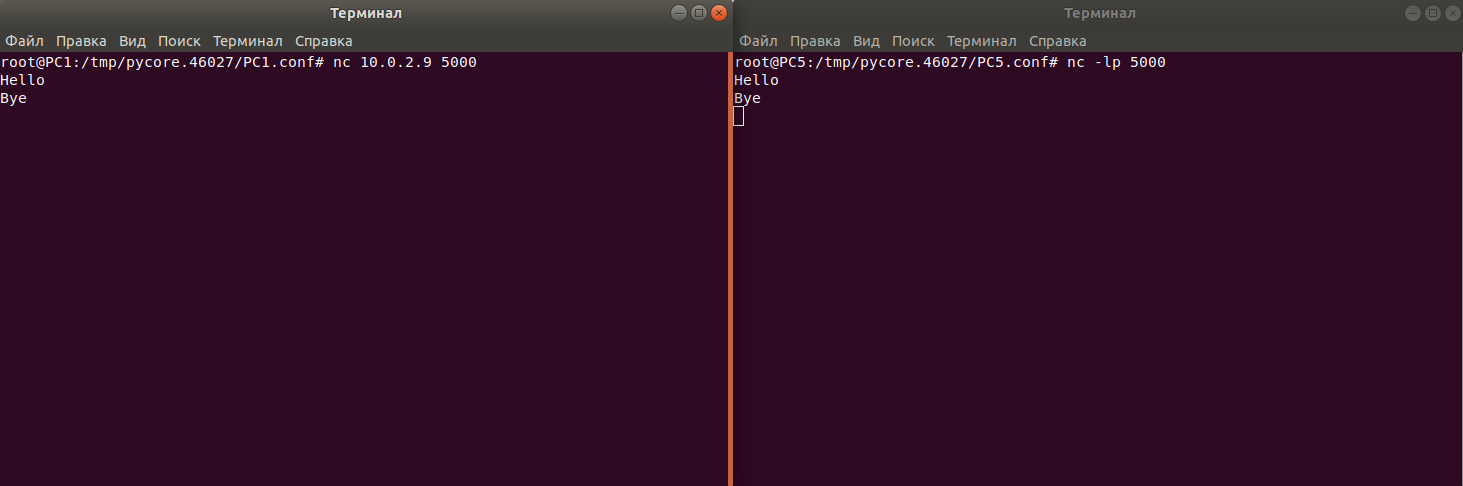 Терминал
Файл Правка Вид Поиск Терминал Справка
root@PC1:/tmp/pycore.46027/PC1.conf# nc 10.0.2.9 5000
Hello
Bye
Терминал
Файл Правка Вид Поиск Терминал Справка
root@PC5:/tmp/pycore.46027/PC5.conf# nc -lp 5000
Hello
Bye